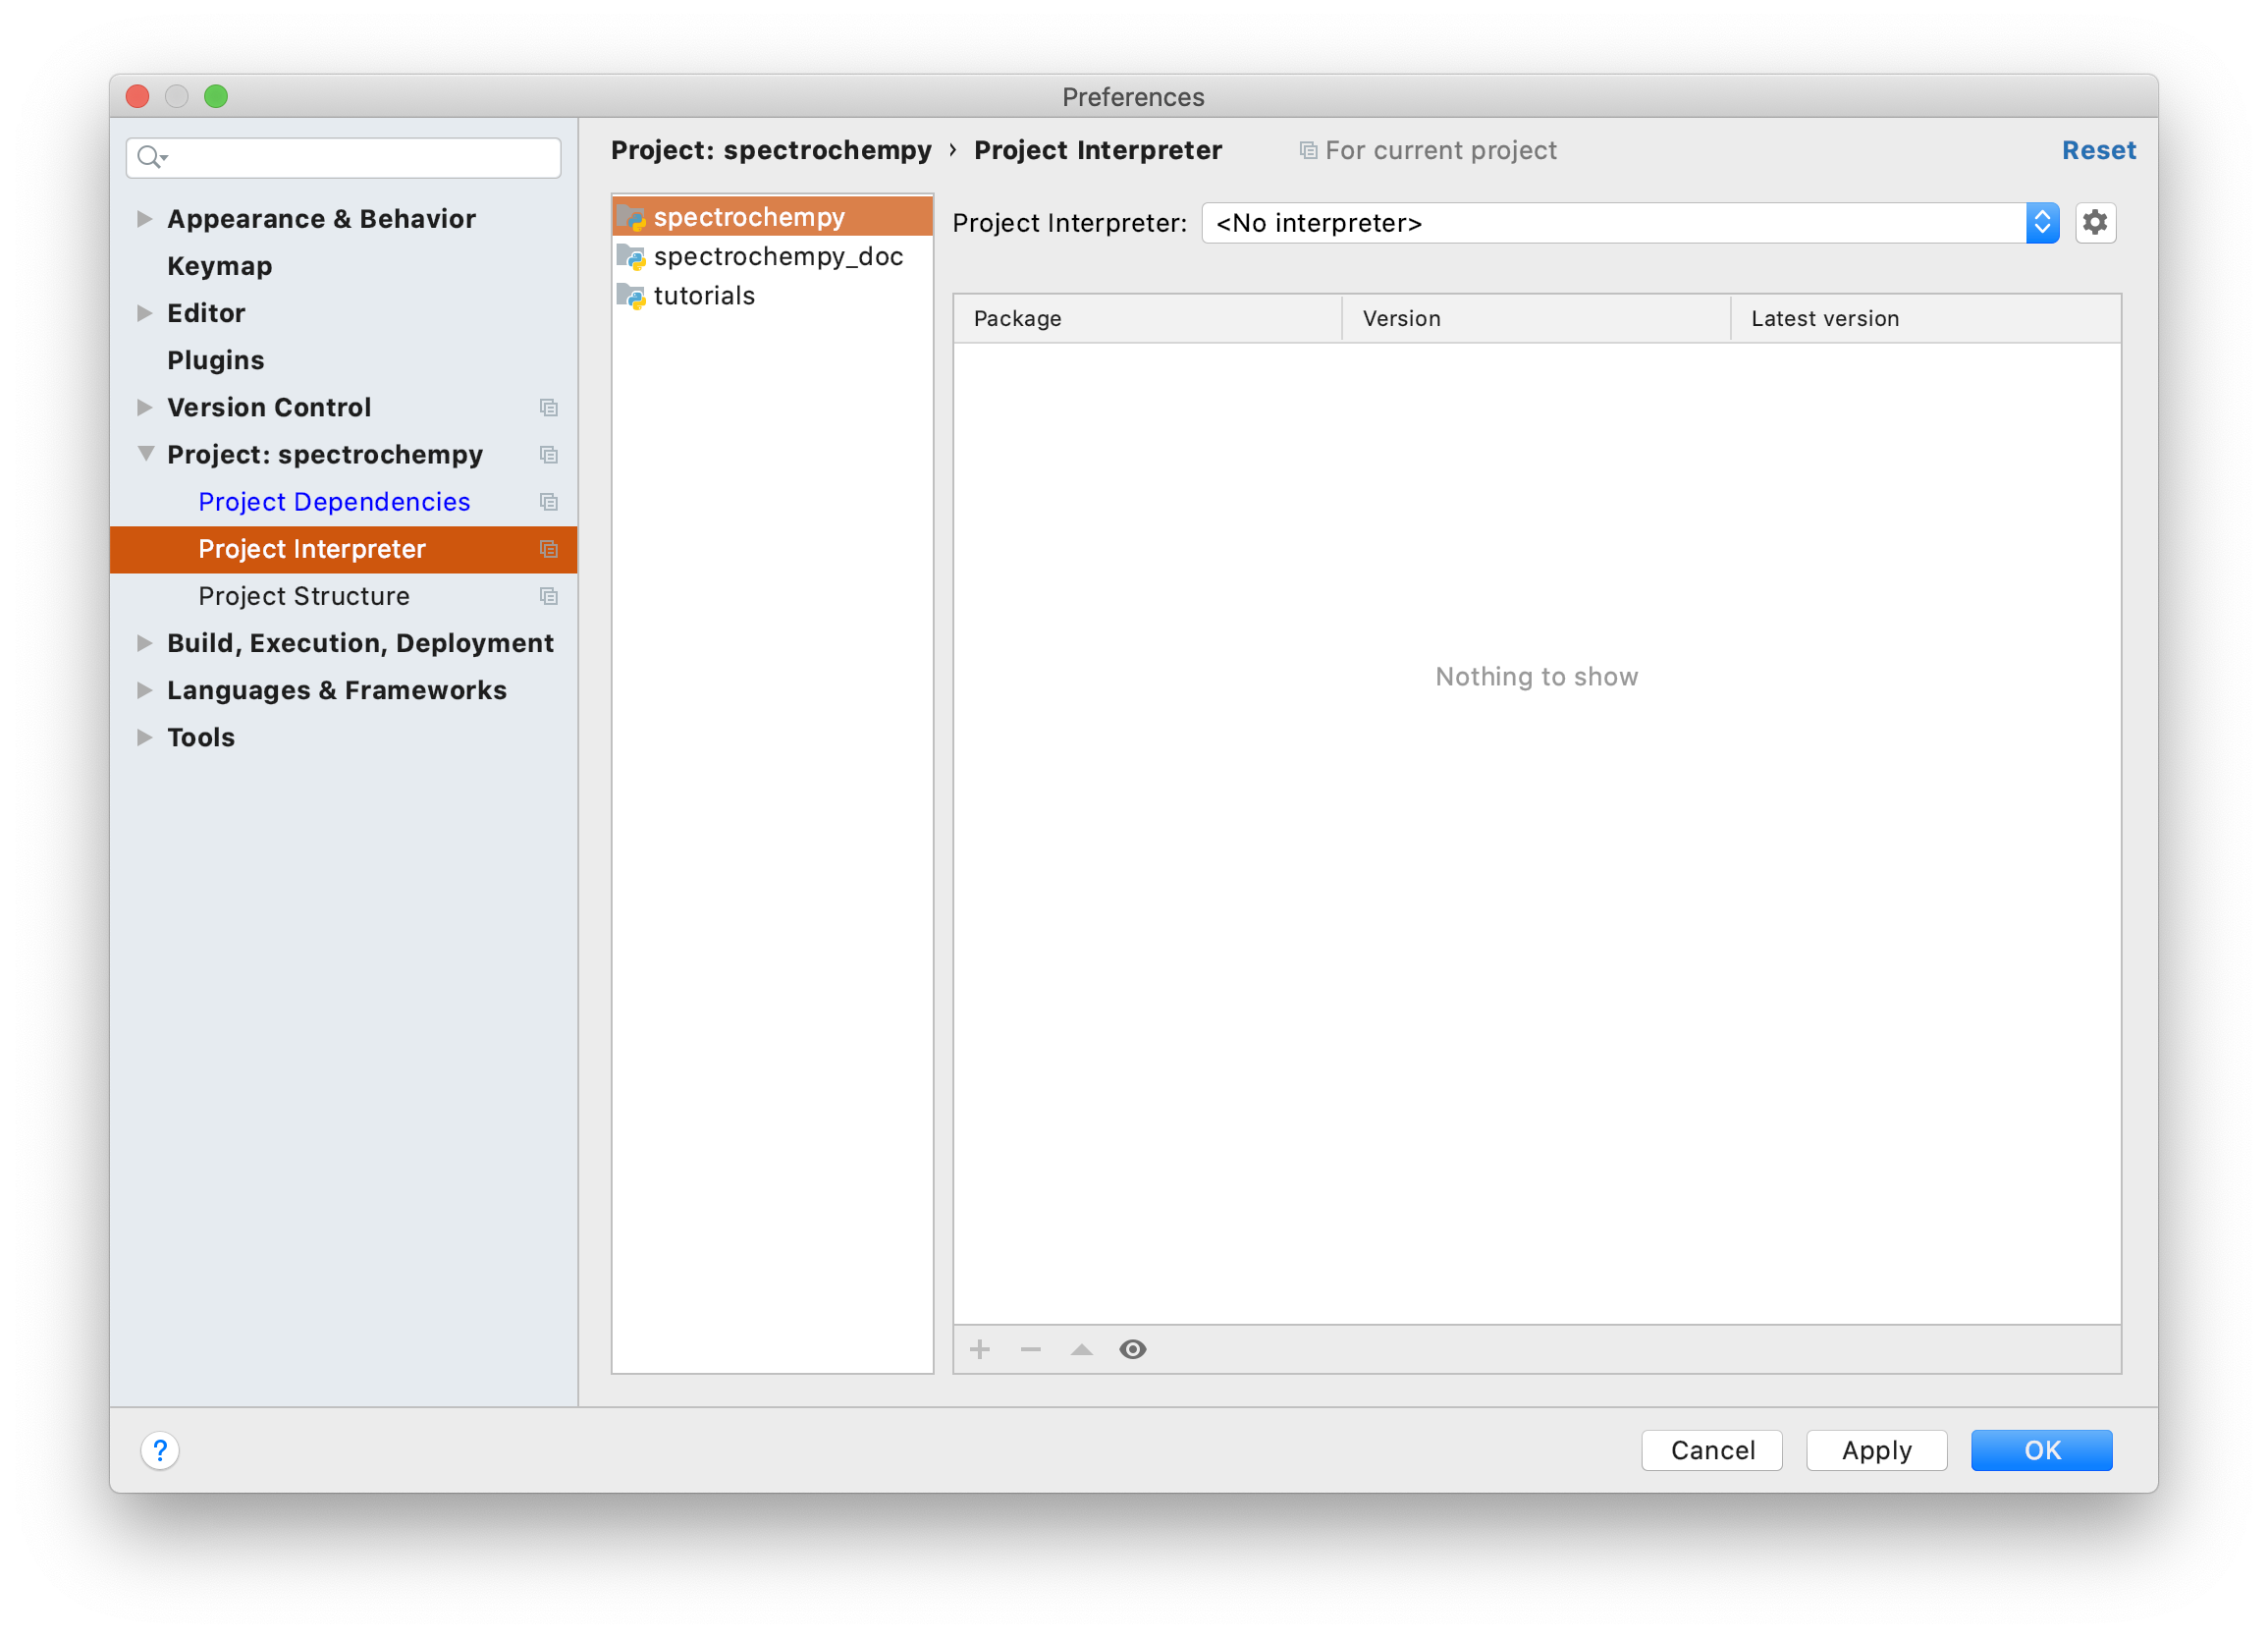 Preferences
Appearance & Behavior
Keymap
Editor
Plugins
Version Control
Project: spectrochempy
Project Dependencies
Project Interpreter
Project Structure
Build, Execution, Deployment
Languages & Frameworks
Tools
Project: spectrochempy › Project Interpreter
For current project
Reset
spectrochempy
spectrochempy_doc
tutorials
Project Interpreter: <No interpreter>
Package Version Latest version
Nothing to show
?
Cancel Apply OK